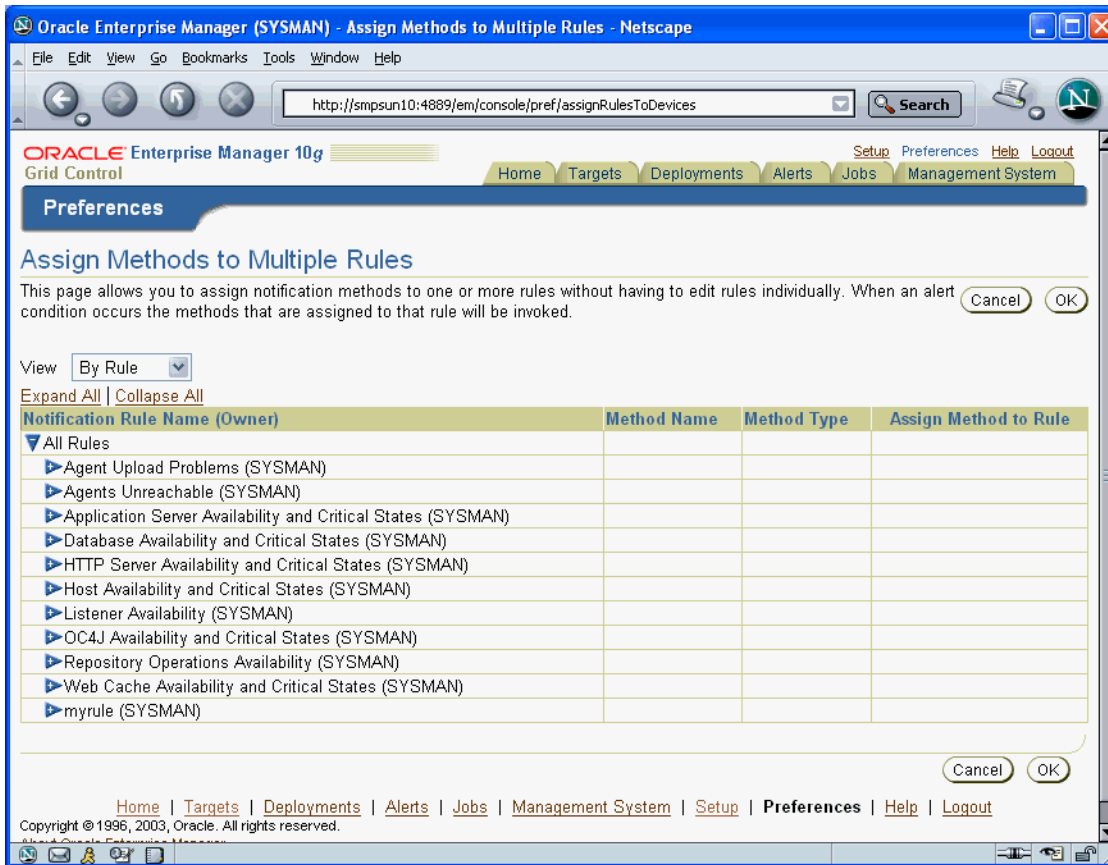 Oracle Enterprise Manager (SYSMAN) - Assign Methods to Multiple Rules - Netscape
File Edit View Go Bookmarks Tools Window Help
http://smpsun10:4889/em/console/pref/assignRulesToDevices Search N
ORACLE Enterprise Manager 10g Setup Preferences Help Logout
Grid Control Home Targets Deployments Alerts Jobs Management System
Preferences
Assign Methods to Multiple Rules
This page allows you to assign notification methods to one or more rules without having to edit rules individually. When an alert
condition occurs the methods that are assigned to that rule will be invoked.
Cancel OK
View By Rule
Expand All | Collapse All
Notification Rule Name (Owner) Method Name Method Type Assign Method to Rule
All Rules
Agent Upload Problems (SYSMAN)
Agents Unreachable (SYSMAN)
Application Server Availability and Critical States (SYSMAN)
Database Availability and Critical States (SYSMAN)
HTTP Server Availability and Critical States (SYSMAN)
Host Availability and Critical States (SYSMAN)
Listener Availability (SYSMAN)
OC4J Availability and Critical States (SYSMAN)
Repository Operations Availability (SYSMAN)
Web Cache Availability and Critical States (SYSMAN)
myrule (SYSMAN)
Cancel OK
Home | Targets | Deployments | Alerts | Jobs | Management System | Setup | Preferences | Help | Logout
Copyright © 1996, 2003, Oracle. All rights reserved.
About Oracle Enterprise Manager